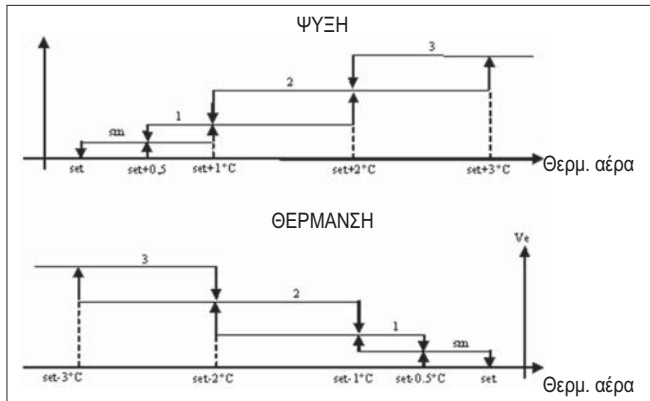 ΨΥΞΗ
3
2
1
sm
set
set+0,5
set+1°C
set+2°C
set+3°C
Θερμ. αέρα
ΘΕΡΜΑΝΣΗ
Ve
3
2
1
sm
set-3°C
set-2°C
set-1°C
set-0.5°C
set
Θερμ. αέρα